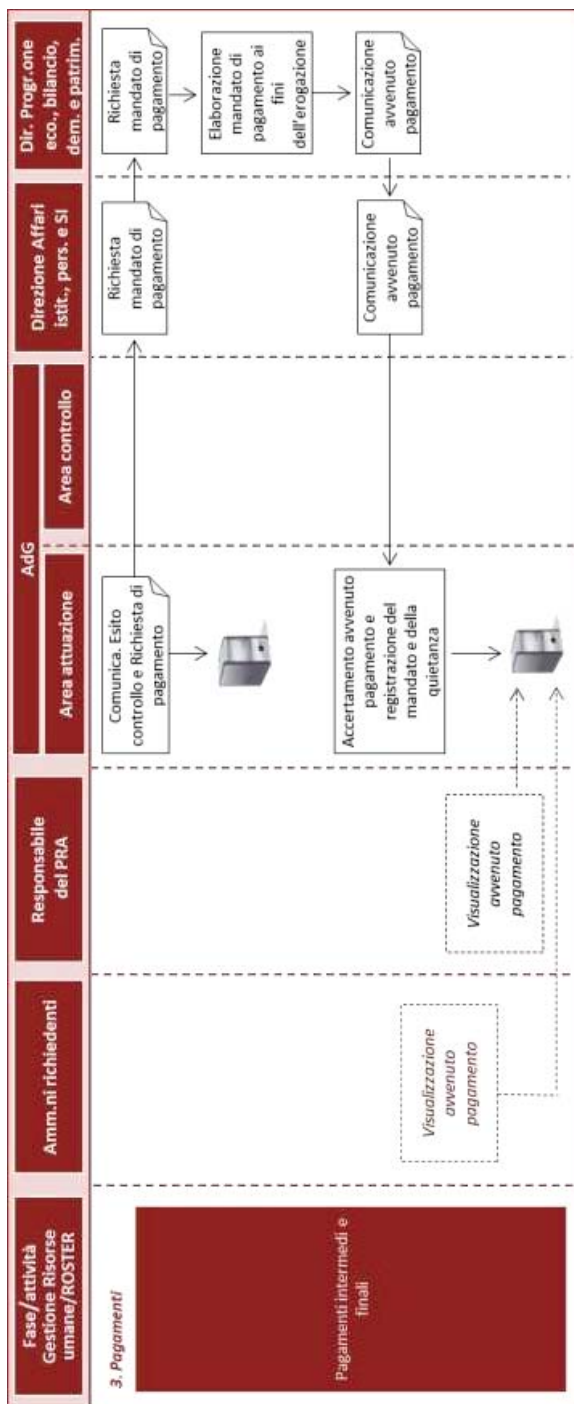 Fase/attività
Gestione Risorse
umane/ROSTER
Amm.ni richiedenti
Responsabile
del PRA
AdG
Area attuazione
Area controllo
Direzione Affari
istit., pers. e SI
Dir. Progr.one
eco., bilancio,
dem. e patrim.
3. Pagamenti
Pagamenti intermedi e
finali
Comunica. Esito
controllo e Richiesta di
pagamento
Richiesta
mandato di
pagamento
Richiesta
mandato di
pagamento
Elaborazione
mandato di
pagamento ai
fini
dell'erogazione
Comunicazione
avvenuto
pagamento
Comunicazione
avvenuto
pagamento
Accertamento avvenuto
pagamento e
registrazione del
mandato e della
quietanza
Visualizzazione
avvenuto
pagamento
Visualizzazione
avvenuto
pagamento